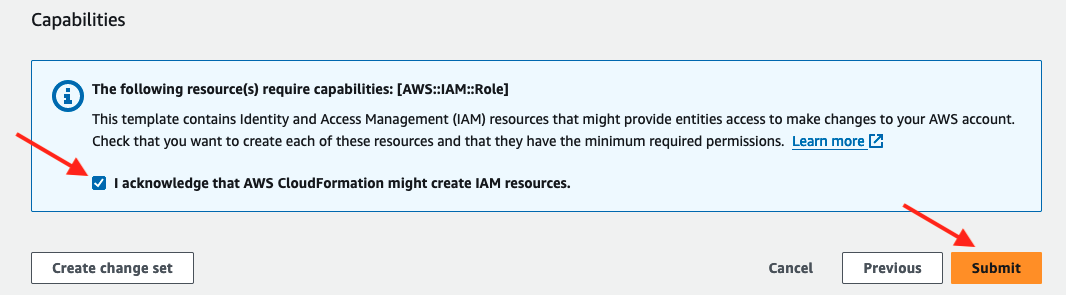 Capabilities
The following resource(s) require capabilities: [AWS::IAM::Role]
This template contains Identity and Access Management (IAM) resources that might provide entities access to make changes to your AWS account.
Check that you want to create each of these resources and that they have the minimum required permissions. Learn more
I acknowledge that AWS CloudFormation might create IAM resources.
Create change set
Cancel
Previous
Submit